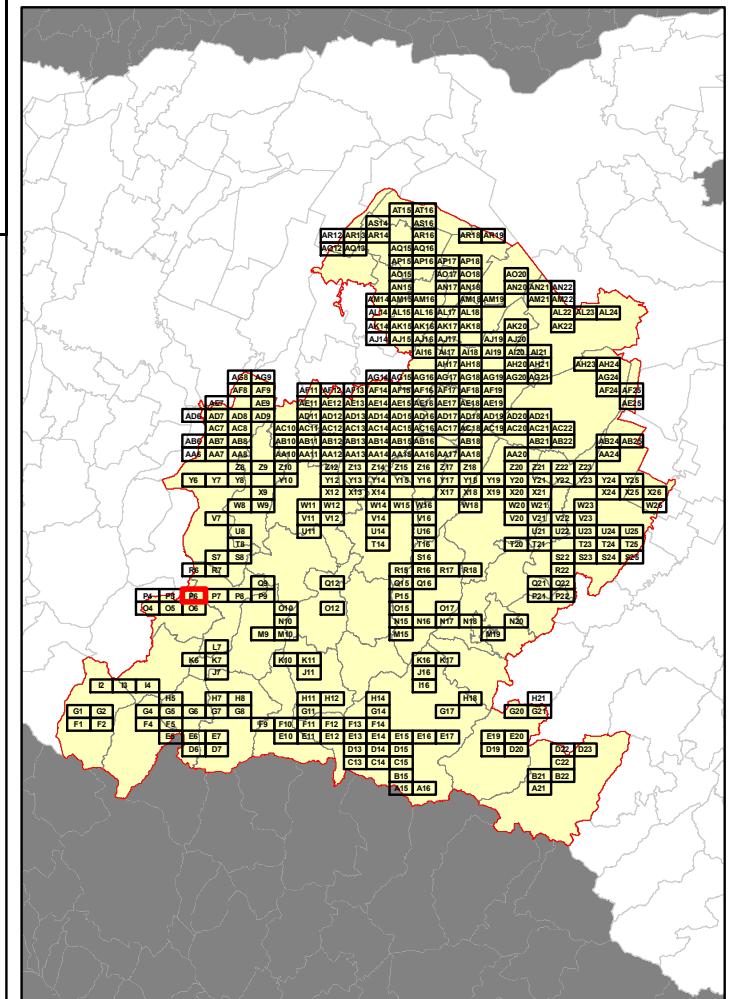 AT15 AT16
AS14 AS16
AR12 AR13 AR14 AR16 AR18 AR19
AQ12 AQ13 AQ15 AQ16
AP15 AP16 AP17 AP18
AO15 AO17 AO18 AO20
AN15 AN17 AN18 AN20 AN21 AN22
AM14 AM15 AM16 AM18 AM19 AM21 AM22
AL14 AL15 AL16 AL17 AL18 AL22 AL23 AL24
AK14 AK15 AK16 AK17 AK18 AK20 AK22
AJ14 AJ15 AJ16 AJ17 AJ19 AJ20
AI16 AI17 AI18 AI19 AI20 AI21
AH17 AH18 AH20 AH21 AH23 AH24
AG8 AG9 AG14 AG15 AG16 AG17 AG18 AG19 AG20 AG21 AG24
AF8 AF9 AF11 AF12 AF13 AF14 AF15 AF16 AF17 AF18 AF19 AF24 AF25
AE7 AE9 AE11 AE12 AE13 AE14 AE15 AE16 AE17 AE18 AE19 AE25
AD6 AD7 AD8 AD9 AD11 AD12 AD13 AD14 AD15 AD16 AD17 AD18 AD19 AD20 AD21
AC7 AC8 AC10 AC11 AC12 AC13 AC14 AC15 AC16 AC17 AC18 AC19 AC20 AC21 AC22
AB6 AB7 AB8 AB10 AB11 AB12 AB13 AB14 AB15 AB16 AB18 AB21 AB22 AB24 AB25
AA6 AA7 AA8 AA10 AA11 AA12 AA13 AA14 AA15 AA16 AA17 AA18 AA20 AA24
Z8 Z9 Z10 Z12 Z13 Z14 Z15 Z16 Z17 Z18 Z20 Z21 Z22 Z23
Y6 Y7 Y8 Y10 Y12 Y13 Y14 Y15 Y16 Y17 Y18 Y19 Y20 Y21 Y22 Y23 Y24 Y25
X9 X12 X13 X14 X17 X18 X19 X20 X21 X24 X25 X26
W8 W9 W11 W12 W14 W15 W16 W18 W20 W21 W23 W26
V7 V11 V12 V14 V16 V20 V21 V22 V23
U8 U11 U14 U16 U21 U22 U23 U24 U25
T8 T14 T16 T20 T21 T23 T24 T25
S7 S8 S16 S22 S23 S24 S25
R6 R7 R15 R16 R17 R18 R22
Q9 Q12 Q15 Q16 Q21 Q22
P4 P5 P6 P7 P8 P9 P15 P21 P22
O4 O5 O6 O10 O12 O15 O17
N10 N15 N16 N17 N18 N20
M9 M10 M15 M19
L7
K6 K7 K10 K11 K16 K17
J7 J11 J16
I2 I3 I4 I16
H5 H7 H8 H11 H12 H14 H18 H21
G1 G2 G4 G5 G6 G7 G8 G11 G14 G17 G20 G21
F1 F2 F4 F5 F9 F10 F11 F12 F13 F14
E5 E6 E7 E10 E11 E12 E13 E14 E15 E16 E17 E19 E20
D6 D7 D13 D14 D15 D19 D20 D22 D23
C13 C14 C15 C22
B15 B21 B22
A15 A16 A21